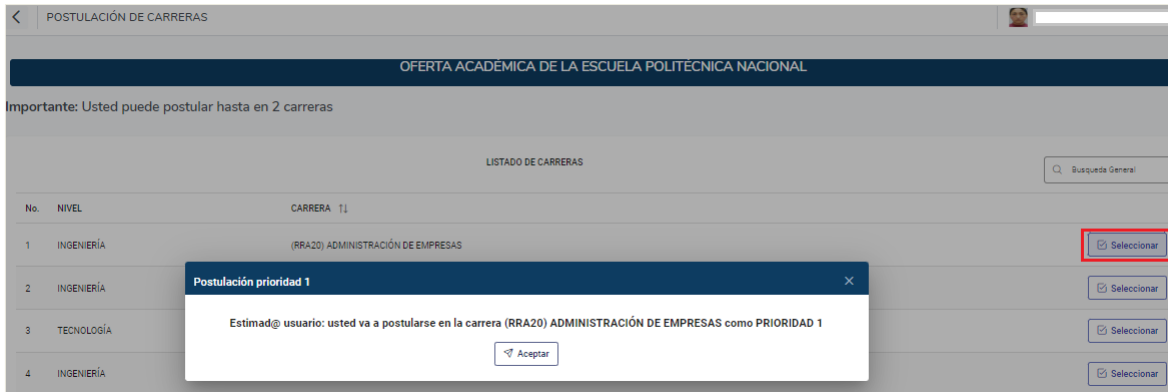 POSTULACIÓN DE CARRERAS
OFERTA ACADÉMICA DE LA ESCUELA POLITÉCNICA NACIONAL
Importante: Usted puede postular hasta en 2 carreras
LISTADO DE CARRERAS
Busqueda General
No. NIVEL CARRERA
1 INGENIERÍA (RRA20) ADMINISTRACIÓN DE EMPRESAS Seleccionar
Postulación prioridad 1
2 INGENIERÍA Seleccionar
Estimad@ usuario: usted va a postularse en la carrera (RRA20) ADMINISTRACIÓN DE EMPRESAS como PRIORIDAD 1
3 TECNOLOGÍA Seleccionar
Aceptar
4 INGENIERÍA Seleccionar